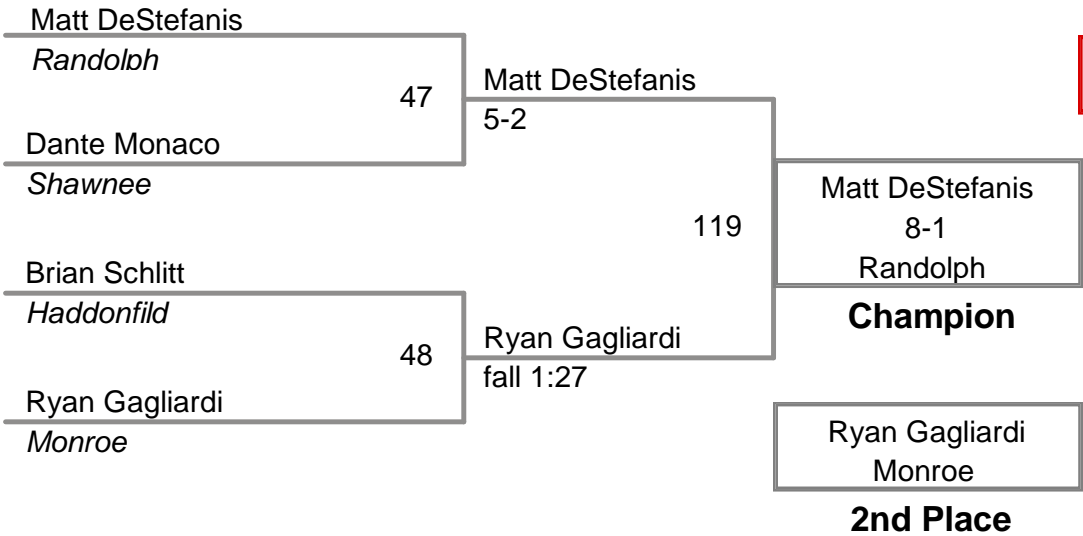 Matt DeStefanis
Randolph
47
Matt DeStefanis
5-2
Dante Monaco
Shawnee
119
Matt DeStefanis
8-1
Randolph
Champion
Brian Schlitt
Haddonfild
48
Ryan Gagliardi
fall 1:27
Ryan Gagliardi
Monroe
Ryan Gagliardi
Monroe
2nd Place